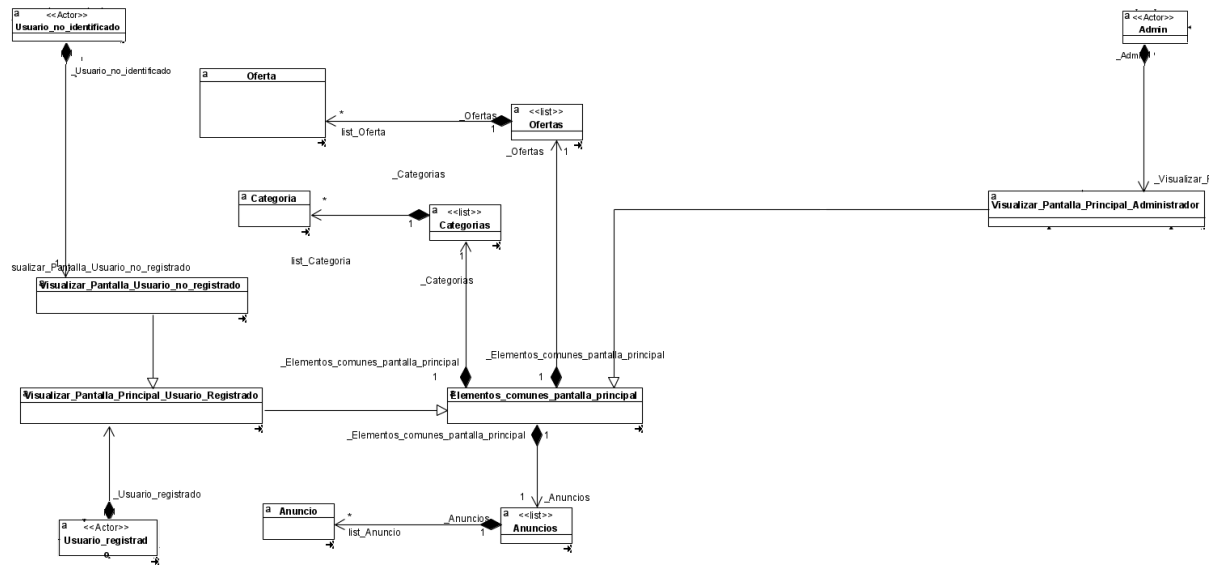 a <<Actor>>
Usuario_no_identificado
_Usuario_no_identificado
a <<Actor>>
Admin
a Oferta
_Ofertas
*
list_Oferta
1
a <<list>>
Ofertas
_Ofertas 1
_Categorias
a Categoria
*
1
a <<list>>
Categorias
list_Categoria
1
_Categorias
a
Visualizar_Pantalla_Principal_Administrador
sualizar_Pantalla_Usuario_no_registrado
1
Visualizar_Pantalla_Usuario_no_registrado
_Elementos_comunes_pantalla_principal
1
_Elementos_comunes_pantalla_principal
1
Visualizar_Pantalla_Principal_Usuario_Registrado
Elementos_comunes_pantalla_principal
_Elementos_comunes_pantalla_principal 1
_Usuario_registrado
a <<Actor>>
Usuario_registrad
o
1 _Anuncios
a Anuncio
*
_Anuncios
list_Anuncio
1
a <<list>>
Anuncios